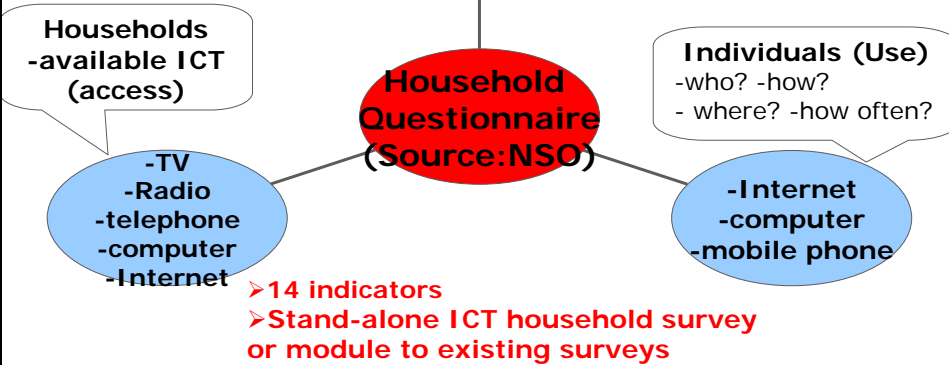 Households
-available ICT
(access)
Household
Questionnaire
(Source:NSO)
Individuals (Use)
-who? -how?
- where? -how often?
-TV
-Radio
-telephone
-computer
-Internet
-Internet
-computer
-mobile phone
➢14 indicators
➢Stand-alone ICT household survey
or module to existing surveys